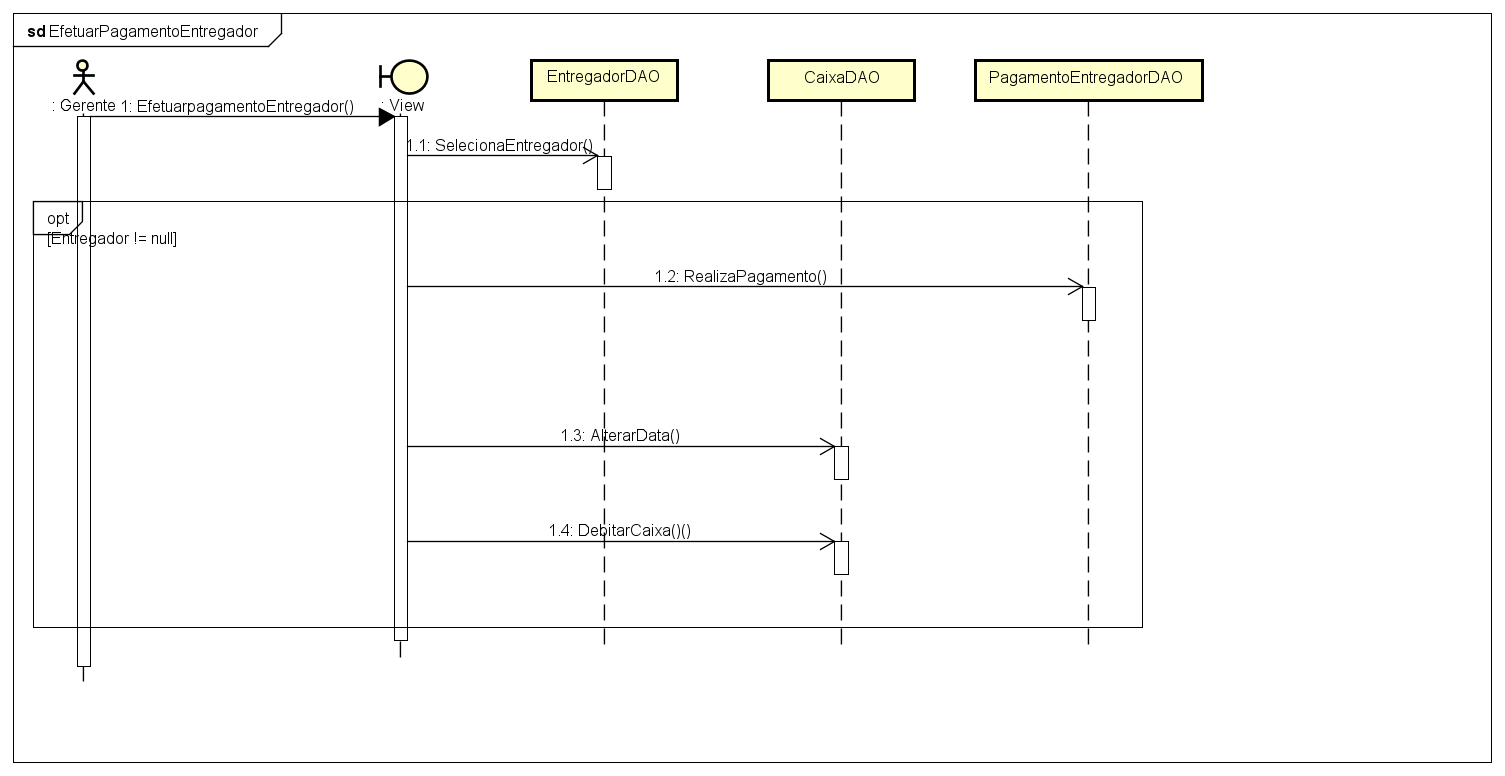 sd EfetuarPagamentoEntregador
EntregadorDAO
CaixaDAO
PagamentoEntregadorDAO
: Gerente
1: EfetuarpagamentoEntregador()
: View
1.1: SelecionaEntregador()
opt
[Entregador != null]
1.2: RealizaPagamento()
1.3: AlterarData()
1.4: DebitarCaixa()()